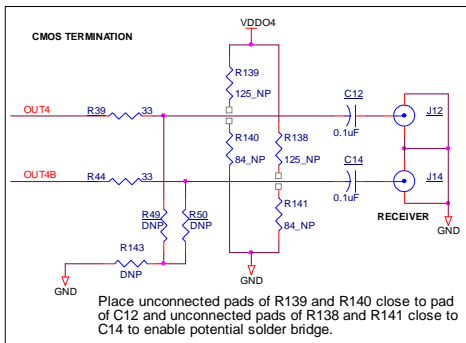 CMOS TERMINATION
VDDO4
R139
125_NP
C12
OUT4
R39
33
J12
0.1uF
R140
84_NP
R138
125_NP
C14
OUT4B
R44
33
J14
0.1uF
R49
DNP
R50
DNP
R141
84_NP
RECEIVER
R143
DNP
GND
GND
GND
Place unconnected pads of R139 and R140 close to pad
of C12 and unconnected pads of R138 and R141 close to
C14 to enable potential solder bridge.